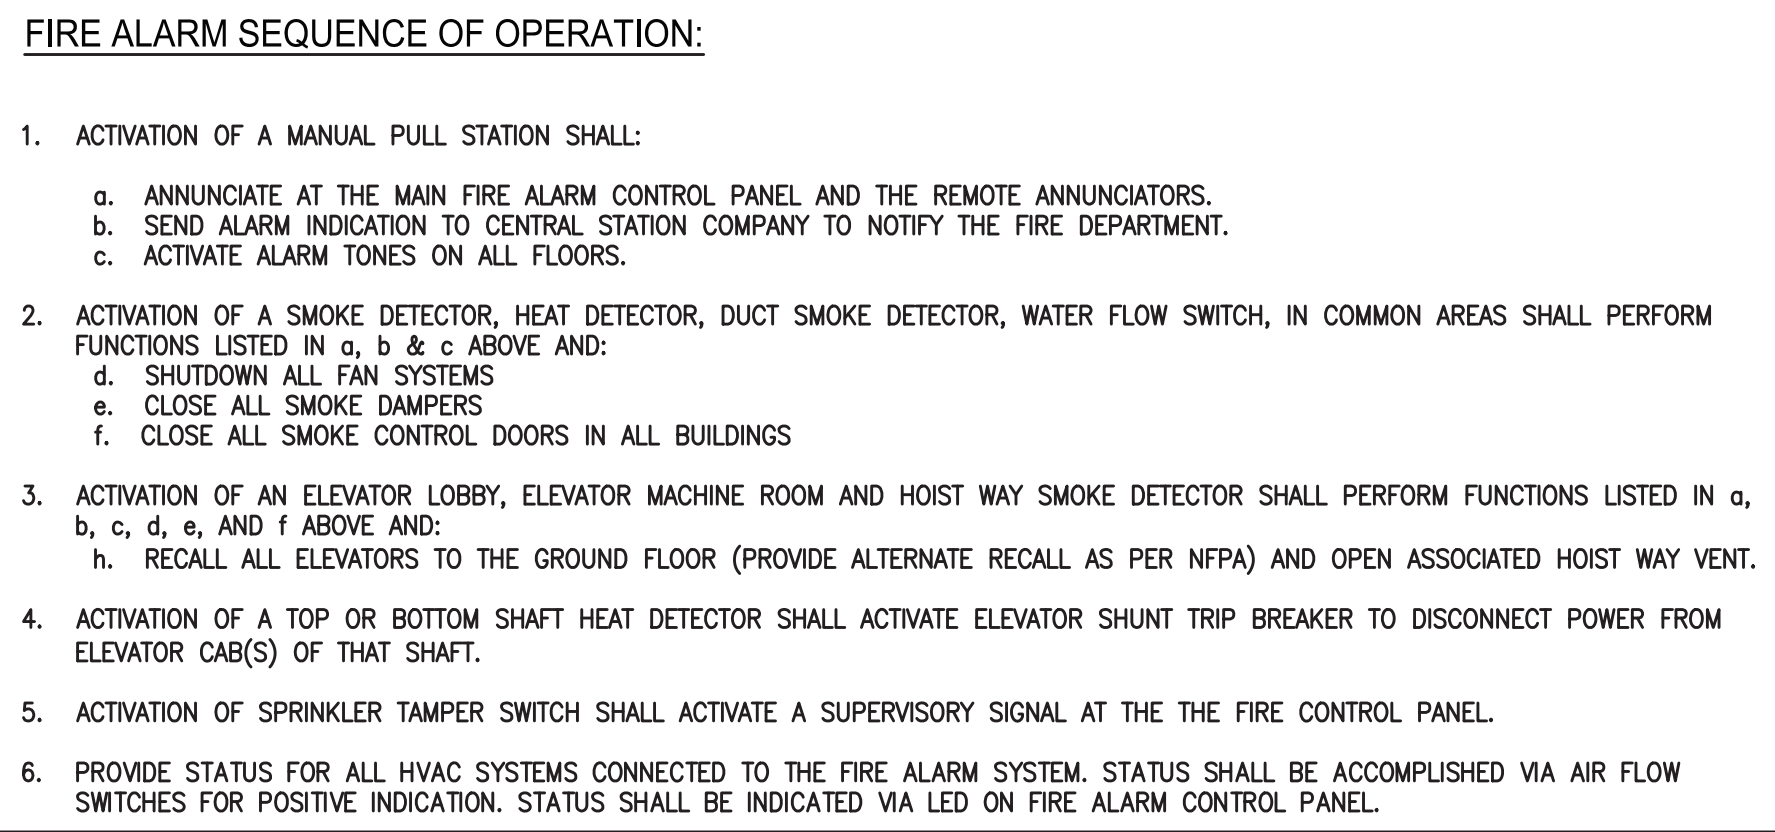 FIRE ALARM SEQUENCE OF OPERATION:
1. ACTIVATION OF A MANUAL PULL STATION SHALL:
a. ANNUNCIATE AT THE MAIN FIRE ALARM CONTROL PANEL AND THE REMOTE ANNUNCIATORS.
b. SEND ALARM INDICATION TO CENTRAL STATION COMPANY TO NOTIFY THE FIRE DEPARTMENT.
c. ACTIVATE ALARM TONES ON ALL FLOORS.
2. ACTIVATION OF A SMOKE DETECTOR, HEAT DETECTOR, DUCT SMOKE DETECTOR, WATER FLOW SWITCH, IN COMMON AREAS SHALL PERFORM
FUNCTIONS LISTED IN a, b & c ABOVE AND:
d. SHUTDOWN ALL FAN SYSTEMS
e. CLOSE ALL SMOKE DAMPERS
f. CLOSE ALL SMOKE CONTROL DOORS IN ALL BUILDINGS
3. ACTIVATION OF AN ELEVATOR LOBBY, ELEVATOR MACHINE ROOM AND HOIST WAY SMOKE DETECTOR SHALL PERFORM FUNCTIONS LISTED IN a,
b, c, d, e, AND f ABOVE AND:
h. RECALL ALL ELEVATORS TO THE GROUND FLOOR (PROVIDE ALTERNATE RECALL AS PER NFPA) AND OPEN ASSOCIATED HOIST WAY VENT.
4. ACTIVATION OF A TOP OR BOTTOM SHAFT HEAT DETECTOR SHALL ACTIVATE ELEVATOR SHUNT TRIP BREAKER TO DISCONNECT POWER FROM
ELEVATOR CAB(S) OF THAT SHAFT.
5. ACTIVATION OF SPRINKLER TAMPER SWITCH SHALL ACTIVATE A SUPERVISORY SIGNAL AT THE THE FIRE CONTROL PANEL.
6. PROVIDE STATUS FOR ALL HVAC SYSTEMS CONNECTED TO THE FIRE ALARM SYSTEM. STATUS SHALL BE ACCOMPLISHED VIA AIR FLOW
SWITCHES FOR POSITIVE INDICATION. STATUS SHALL BE INDICATED VIA LED ON FIRE ALARM CONTROL PANEL.